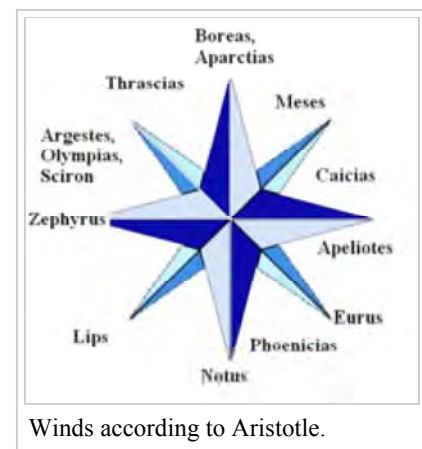 Boreas,
Aparctias
Thrascias
Meses
Argestes,
Olympias,
Sciron
Caicias
Zephyrus
Apeliotes
Eurus
Lips
Phoenicias
Notus
Winds according to Aristotle.